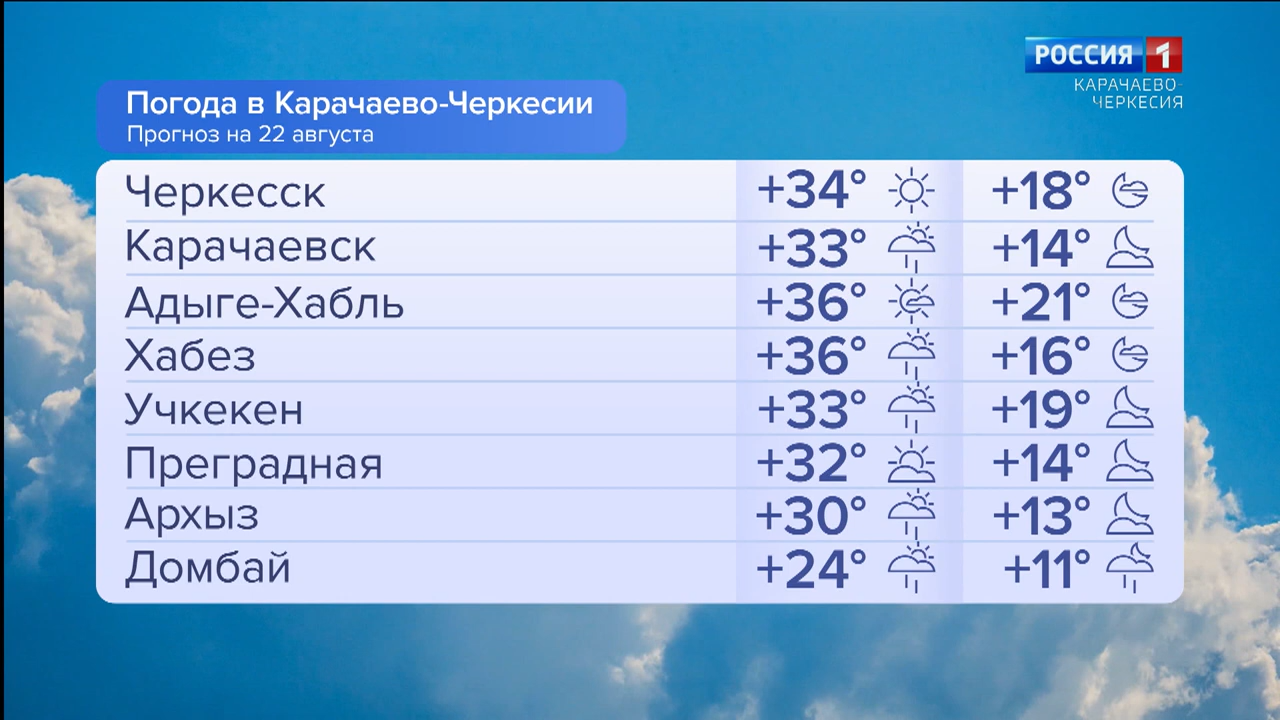 РОССИЯ 1
КАРАЧАЕВО-
ЧЕРКЕСИЯ
Погода в Карачаево-Черкесии
Прогноз на 22 августа
Черкесск +34° +18°
Карачаевск +33° +14°
Адыге-Хабль +36° +21°
Хабез +36° +16°
Учкекен +33° +19°
Преградная +32° +14°
Архыз +30° +13°
Домбай +24° +11°